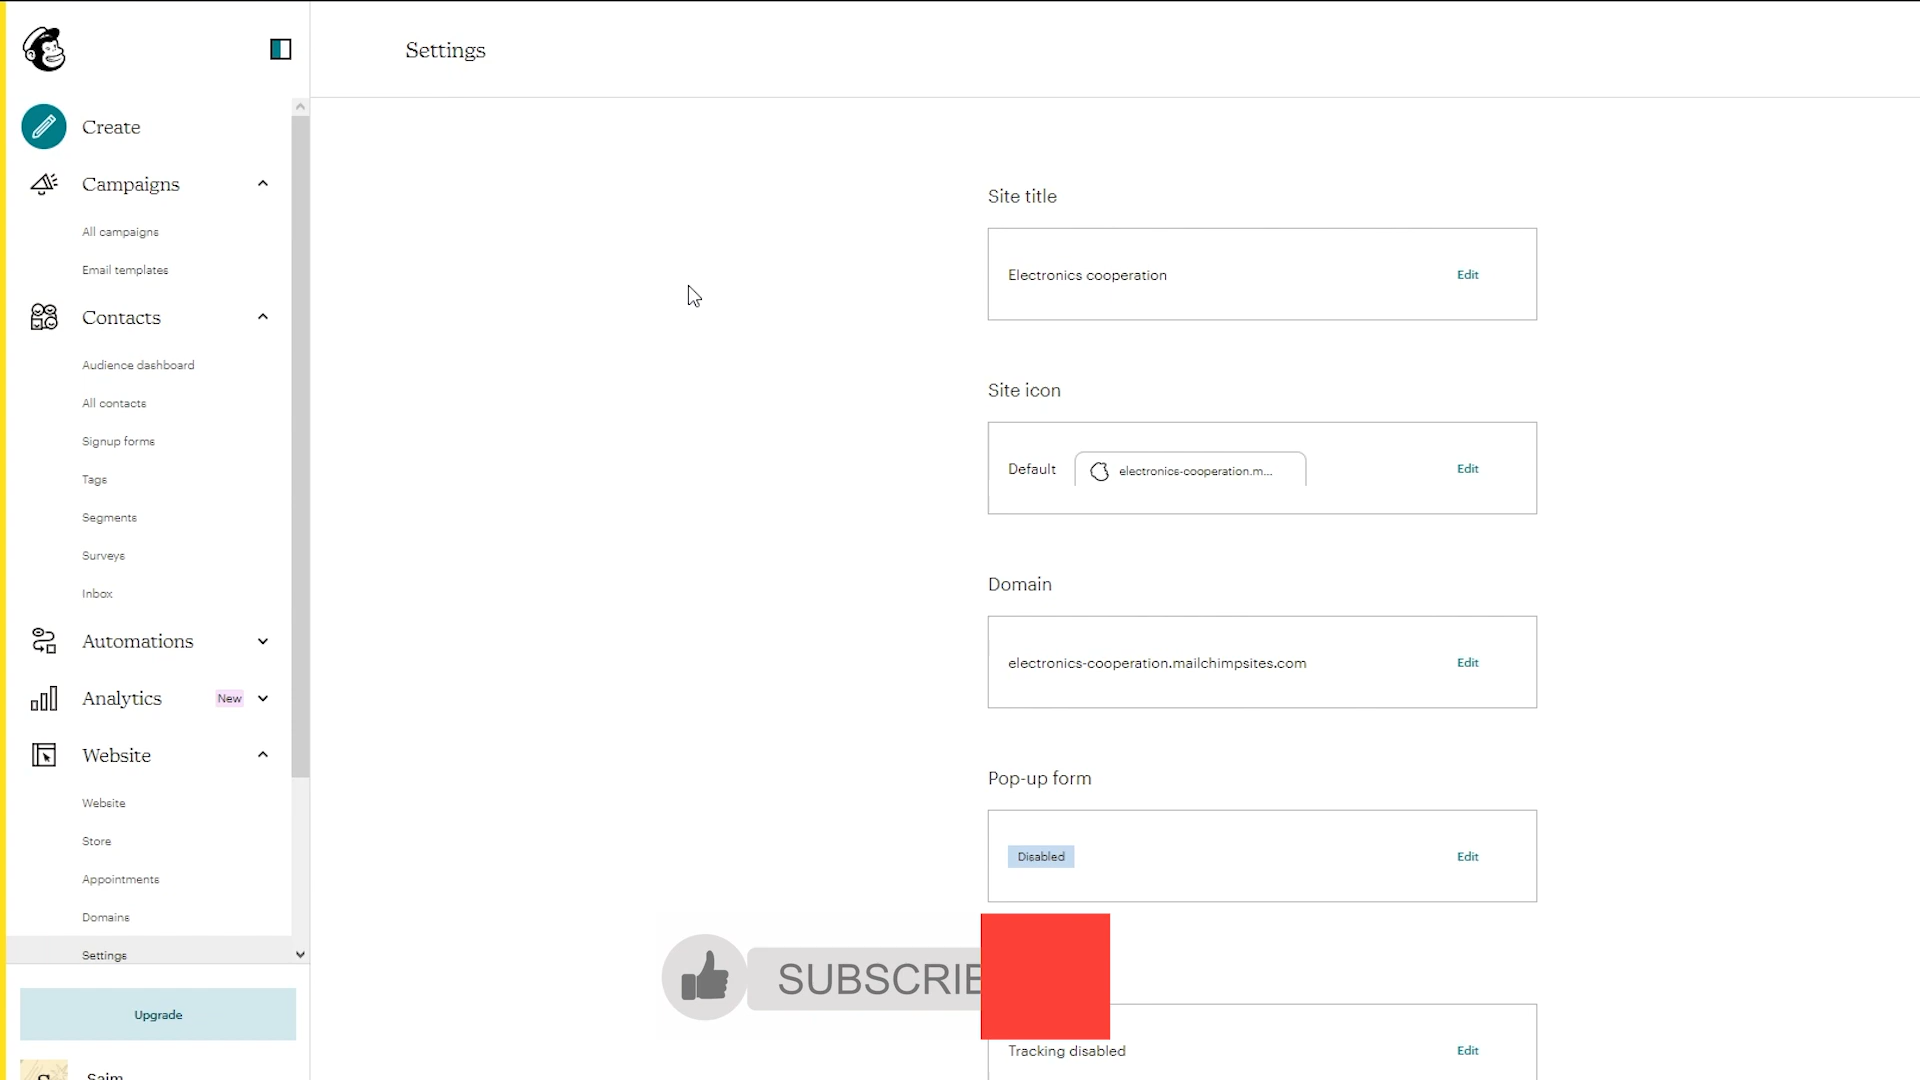 Settings
Create
Campaigns
All campaigns
Email templates
Contacts
Audience dashboard
All contacts
Signup forms
Tags
Segments
Surveys
Inbox
Automations
Analytics New
Website
Website
Store
Appointments
Domains
Settings
Upgrade
Saim
Site title
Electronics cooperation Edit
Site icon
Default electronics-cooperation.m... Edit
Domain
electronics-cooperation.mailchimpsites.com Edit
Pop-up form
Disabled Edit
SUBSCRIB
Tracking disabled Edit